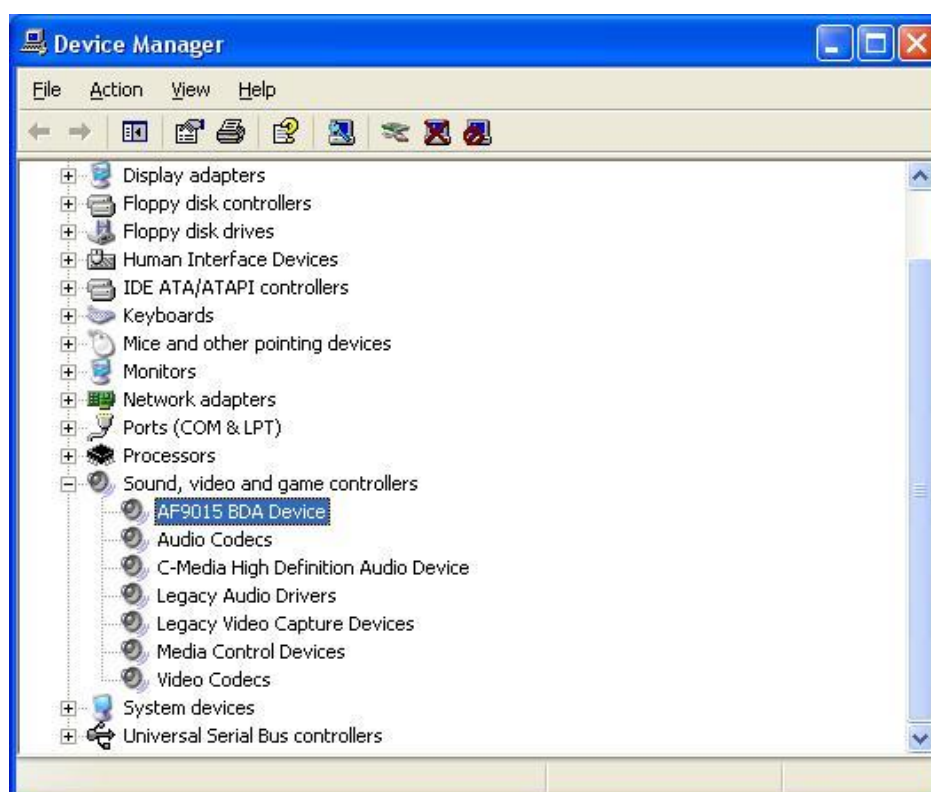 Device Manager
File Action View Help
Display adapters
Floppy disk controllers
Floppy disk drives
Human Interface Devices
IDE ATA/ATAPI controllers
Keyboards
Mice and other pointing devices
Monitors
Network adapters
Ports (COM & LPT)
Processors
Sound, video and game controllers
AF9015 BDA Device
Audio Codecs
C-Media High Definition Audio Device
Legacy Audio Drivers
Legacy Video Capture Devices
Media Control Devices
Video Codecs
System devices
Universal Serial Bus controllers